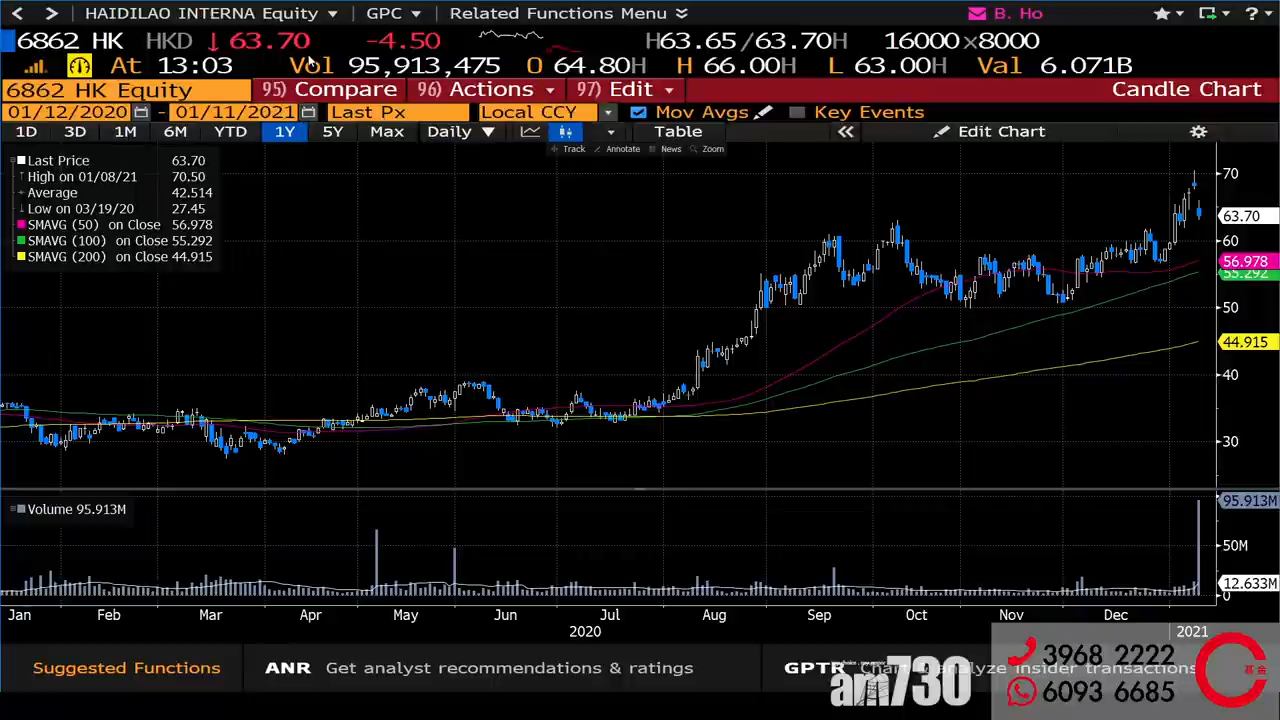 < > HAIDILAO INTERNA Equity GPC Related Functions Menu B. Ho ?
6862 HK HKD ↓ 63.70 -4.50 H63.65/63.70H 16000x8000
At 13:03 Vol 95,913,475 O 64.80H H 66.00H L 63.00H Val 6.071B
6862 HK Equity 95) Compare 96) Actions 97) Edit Candle Chart
01/12/2020 - 01/11/2021 Last Px Local CCY Mov Avgs Key Events
1D 3D 1M 6M YTD 1Y 5Y Max Daily ▼ Table « Edit Chart
Track Annotate News Zoom
Last Price 63.70
High on 01/08/21 70.50
Average 42.514
Low on 03/19/20 27.45
SMAVG (50) on Close 56.978
SMAVG (100) on Close 55.292
SMAVG (200) on Close 44.915
70
63.70
60
56.978
55.292
50
44.915
40
30
Volume 95.913M
95.913M
50M
12.633M
0
Jan Feb Mar Apr May Jun Jul Aug Sep Oct Nov Dec
2020 2021
Suggested Functions ANR Get analyst recommendations & ratings GPTR Chart & analyze insider transactions
am730
3968 2222
6093 6685
基金